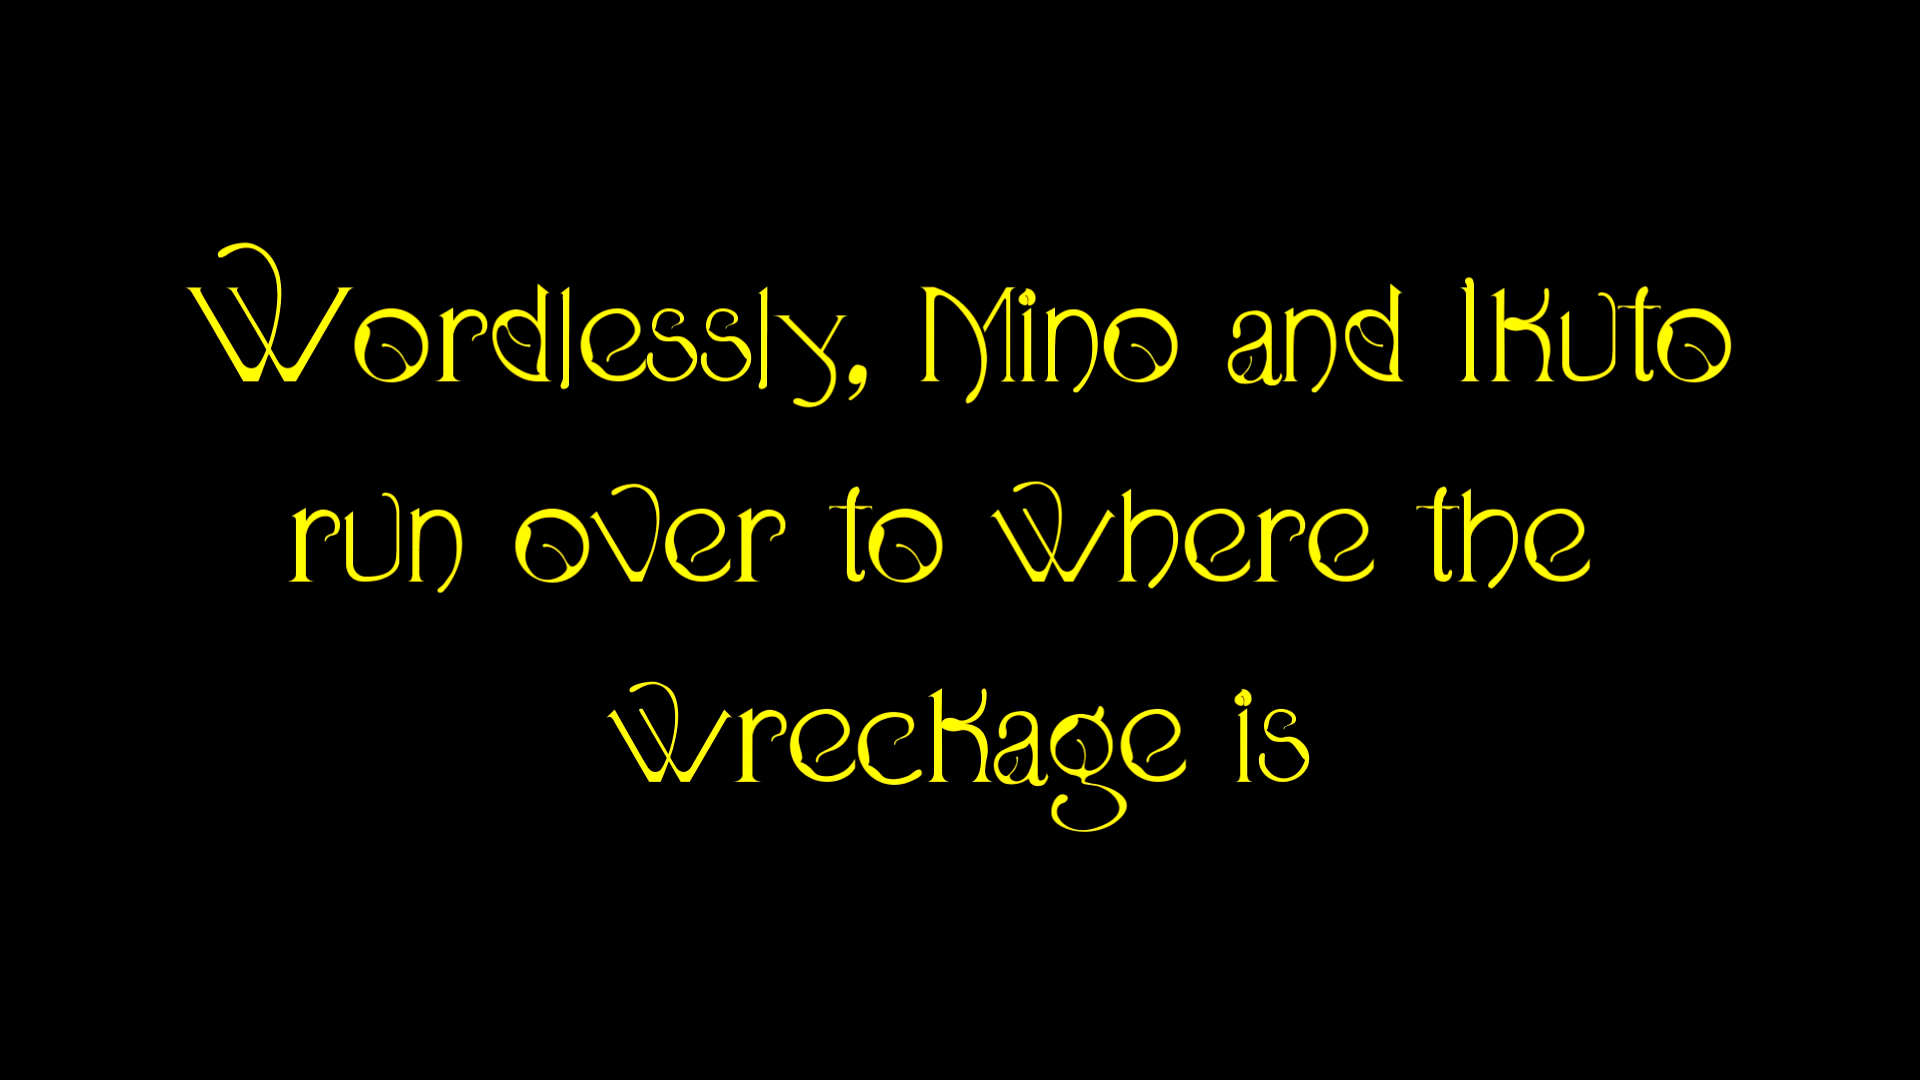 Wordlessly, Mino and Ikuto
run over to where the
wreckage is